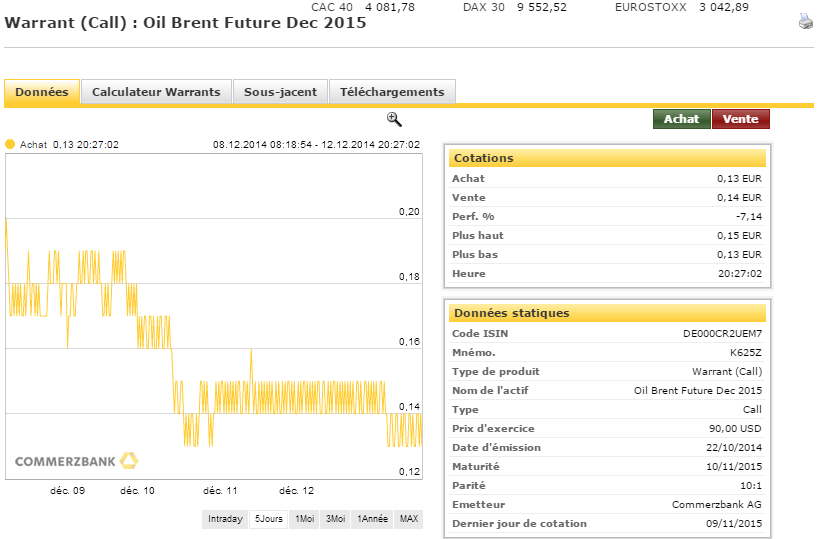 CAC 40 4 081,78 DAX 30 9 552,52 EUROSTOXX 3 042,89
Warrant (Call) : Oil Brent Future Dec 2015
Données Calculateur Warrants Sous-jacent Téléchargements
Achat Vente
Achat 0,13 20:27:02 08.12.2014 08:18:54 - 12.12.2014 20:27:02
0,20
0,18
0,16
0,14
0,12
COMMERZBANK
déc. 09 déc. 10 déc. 11 déc. 12
Intraday 5Jours 1Moi 3Moi 1Année MAX
Cotations
Achat 0,13 EUR
Vente 0,14 EUR
Perf. % -7,14
Plus haut 0,15 EUR
Plus bas 0,13 EUR
Heure 20:27:02
Données statiques
Code ISIN DE000CR2UEM7
Mnémo. K625Z
Type de produit Warrant (Call)
Nom de l'actif Oil Brent Future Dec 2015
Type Call
Prix d'exercice 90,00 USD
Date d'émission 22/10/2014
Maturité 10/11/2015
Parité 10:1
Emetteur Commerzbank AG
Dernier jour de cotation 09/11/2015